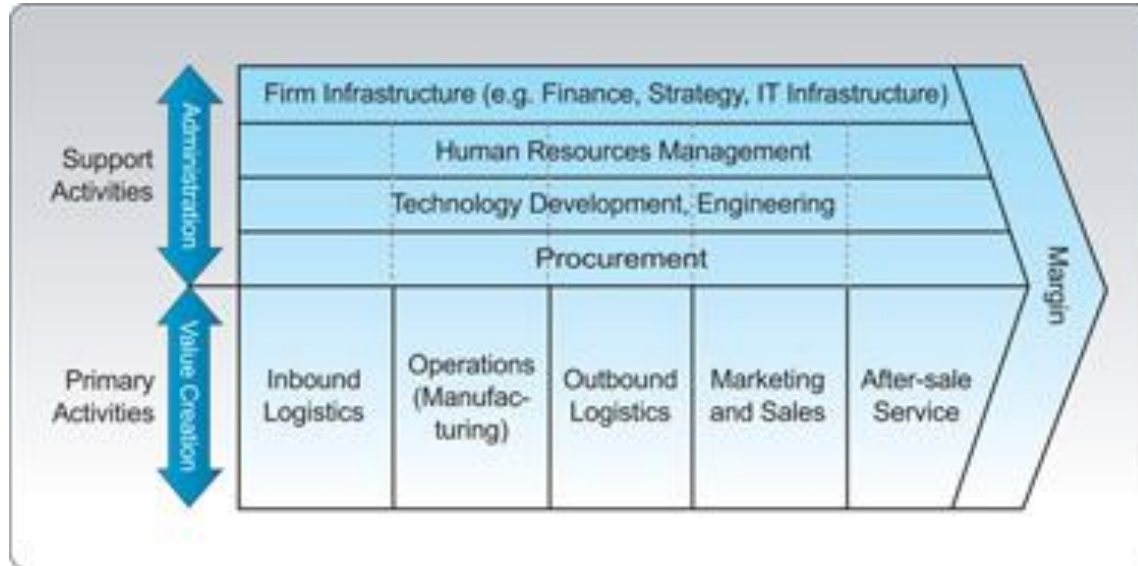 Firm Infrastructure (e.g. Finance, Strategy, IT Infrastructure)
Human Resources Management
Technology Development, Engineering
Procurement
Support
Activities
Administration
Margin
Primary
Activities
Value Creation
Inbound
Logistics
Operations
(Manufac-
turing)
Outbound
Logistics
Marketing
and Sales
After-sale
Service